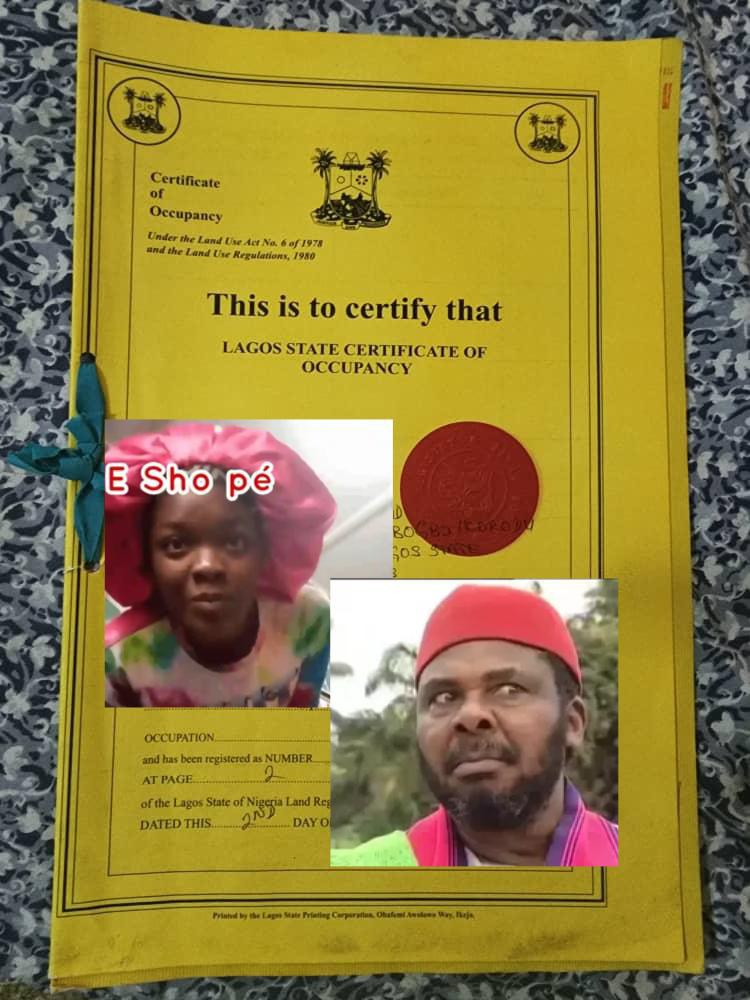 Certificate
of
Occupancy
Under the Land Use Act No. 6 of 1978
and the Land Use Regulations, 1980
This is to certify that
LAGOS STATE CERTIFICATE OF
OCCUPANCY
E Sho pé
OCCUPATION
and has been registered as NUMBER
AT PAGE 2
of the Lagos State of Nigeria Land Reg
DATED THIS 2ND DAY O
Printed by the Lagos State Printing Corporation, Obafemi Awolowo Way, Ikeja.